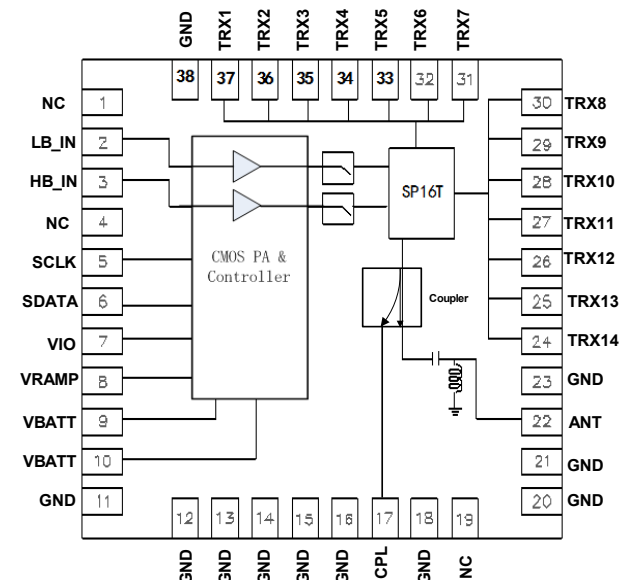 GND TRX1 TRX2 TRX3 TRX4 TRX5 TRX6 TRX7
38 37 36 35 34 33 32 31
NC 1
LB_IN 2
HB_IN 3
NC 4
SCLK 5
SDATA 6
VIO 7
VRAMP 8
VBATT 9
VBATT 10
GND 11
CMOS PA &
Controller
SP16T
Coupler
30 TRX8
29 TRX9
28 TRX10
27 TRX11
26 TRX12
25 TRX13
24 TRX14
23 GND
22 ANT
21 GND
20 GND
12 13 14 15 16 17 18 19
GND GND GND GND GND CPL GND NC